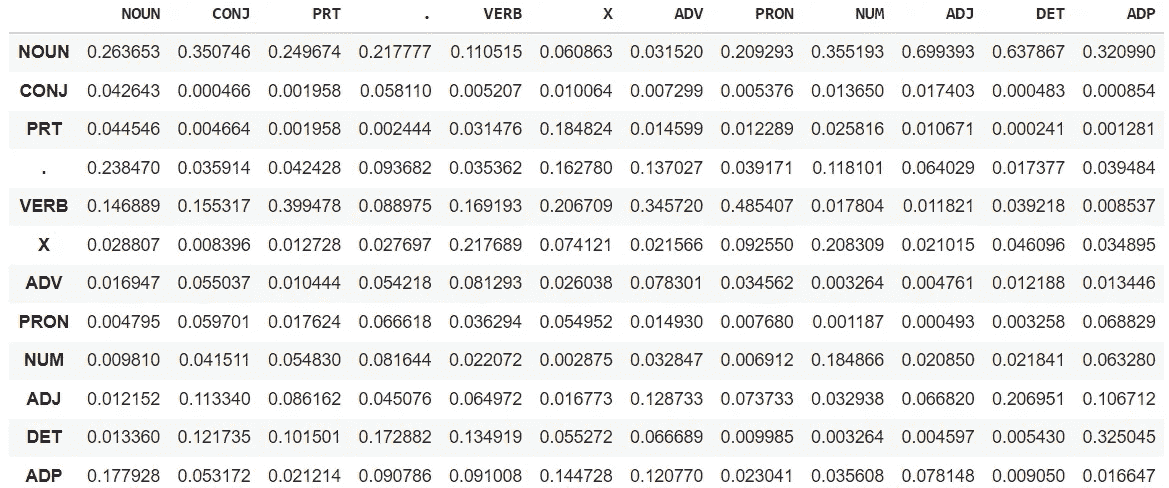 NOUN CONJ PRT . VERB X ADV PRON NUM ADJ DET ADP
NOUN 0.263653 0.350746 0.249674 0.217777 0.110515 0.060863 0.031520 0.209293 0.355193 0.699393 0.637867 0.320990
CONJ 0.042643 0.000466 0.001958 0.058110 0.005207 0.010064 0.007299 0.005376 0.013650 0.017403 0.000483 0.000854
PRT 0.044546 0.004664 0.001958 0.002444 0.031476 0.184824 0.014599 0.012289 0.025816 0.010671 0.000241 0.001281
. 0.238470 0.035914 0.042428 0.093682 0.035362 0.162780 0.137027 0.039171 0.118101 0.064029 0.017377 0.039484
VERB 0.146889 0.155317 0.399478 0.088975 0.169193 0.206709 0.345720 0.485407 0.017804 0.011821 0.039218 0.008537
X 0.028807 0.008396 0.012728 0.027697 0.217689 0.074121 0.021566 0.092550 0.208309 0.021015 0.046096 0.034895
ADV 0.016947 0.055037 0.010444 0.054218 0.081293 0.026038 0.078301 0.034562 0.003264 0.004761 0.012188 0.013446
PRON 0.004795 0.059701 0.017624 0.066618 0.036294 0.054952 0.014930 0.007680 0.001187 0.000493 0.003258 0.068829
NUM 0.009810 0.041511 0.054830 0.081644 0.022072 0.002875 0.032847 0.006912 0.184866 0.020850 0.021841 0.063280
ADJ 0.012152 0.113340 0.086162 0.045076 0.064972 0.016773 0.128733 0.073733 0.032938 0.066820 0.206951 0.106712
DET 0.013360 0.121735 0.101501 0.172882 0.134919 0.055272 0.066689 0.009985 0.003264 0.004597 0.005430 0.325045
ADP 0.177928 0.053172 0.021214 0.090786 0.091008 0.144728 0.120770 0.023041 0.035608 0.078148 0.009050 0.016647